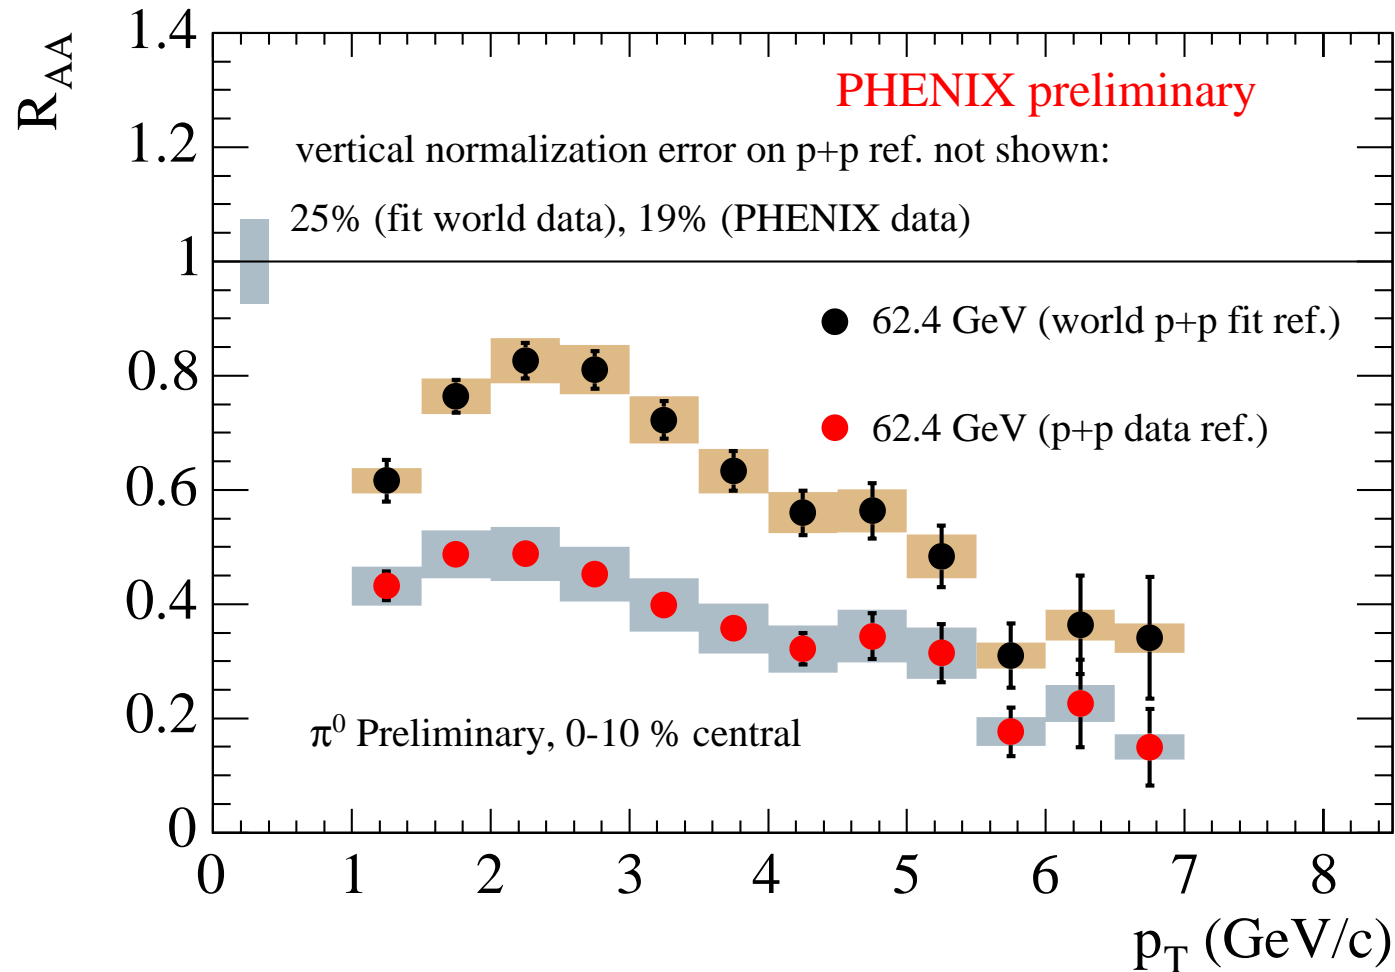 R_AA
1.4
1.2
1
0.8
0.6
0.4
0.2
0
PHENIX preliminary
vertical normalization error on p+p ref. not shown:
25% (fit world data), 19% (PHENIX data)
62.4 GeV (world p+p fit ref.)
62.4 GeV (p+p data ref.)
π⁰ Preliminary, 0-10 % central
0 1 2 3 4 5 6 7 8
p_T (GeV/c)